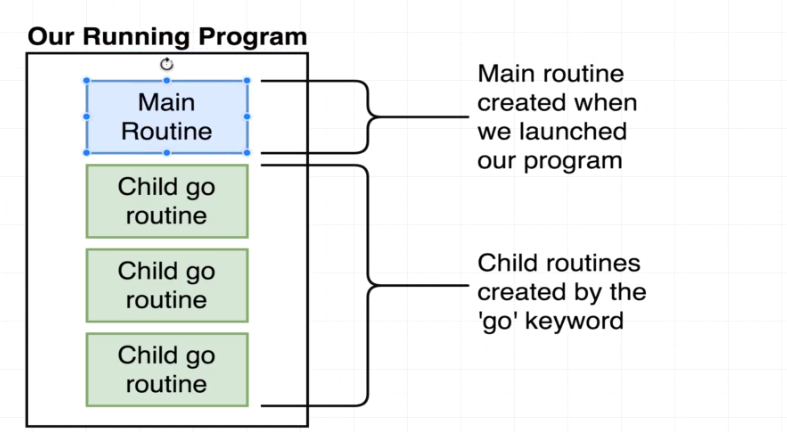 Our Running Program
Main
Routine
Main routine
created when
we launched
our program
Child go
routine
Child go
routine
Child go
routine
Child routines
created by the
'go' keyword